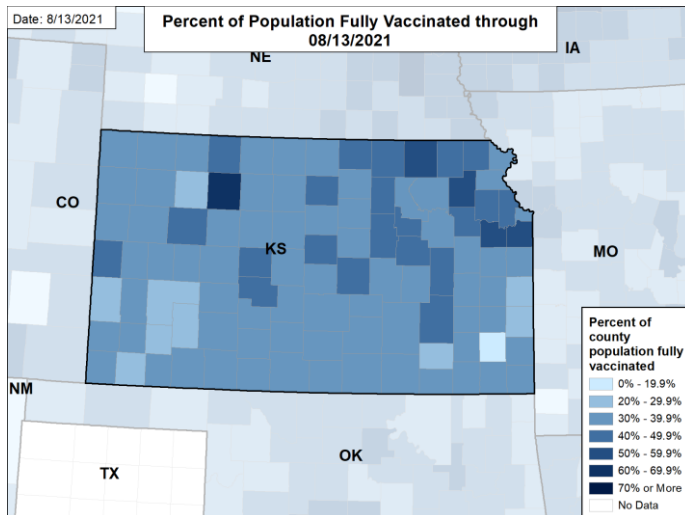 Date: 8/13/2021
Percent of Population Fully Vaccinated through
08/13/2021
NE
IA
CO
KS
MO
NM
TX
OK
Percent of
county
population fully
vaccinated
0% - 19.9%
20% - 29.9%
30% - 39.9%
40% - 49.9%
50% - 59.9%
60% - 69.9%
70% or More
No Data